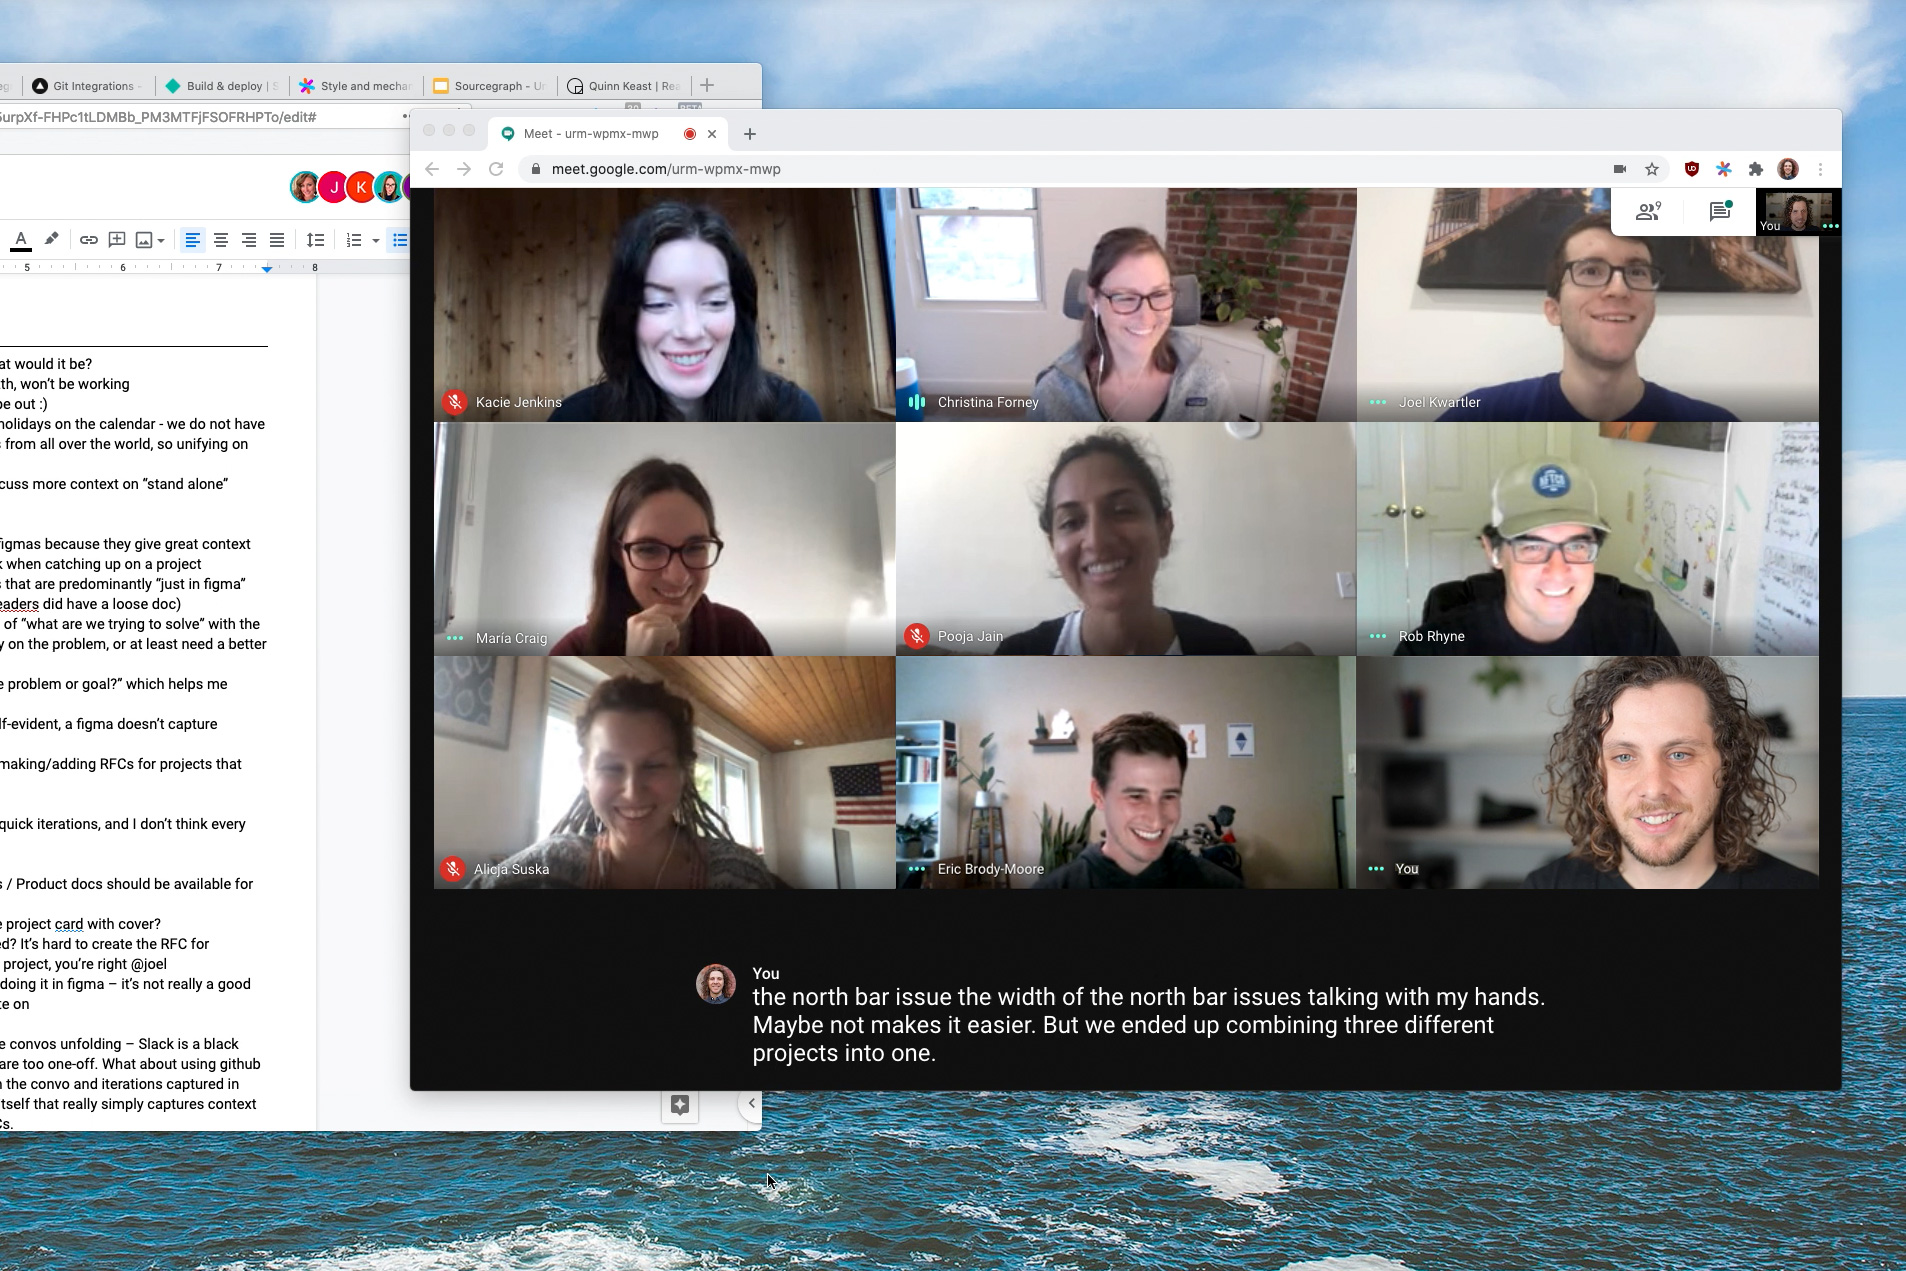 Git Integrations -
Build & deploy | S
Style and mechan
Sourcegraph - Un
Quinn Keast | Rea
urpXf-FHPc1tLDMBb_PM3MTFjFSOFRHPTo/edit#
J
K
A
5
6
7
8
at would it be?
th, won't be working
be out :)
holidays on the calendar - we do not have
s from all over the world, so unifying on
cuss more context on "stand alone"
figmas because they give great context
k when catching up on a project
s that are predominantly "just in figma"
eaders did have a loose doc)
of "what are we trying to solve" with the
y on the problem, or at least need a better
e problem or goal?" which helps me
lf-evident, a figma doesn't capture
making/adding RFCs for projects that
quick iterations, and I don't think every
s / Product docs should be available for
e project card with cover?
ed? It's hard to create the RFC for
project, you're right @joel
doing it in figma – it's not really a good
te on
e convos unfolding – Slack is a black
are too one-off. What about using github
n the convo and iterations captured in
itself that really simply captures context
Cs.
Meet - urm-wpmx-mwp
meet.google.com/urm-wpmx-mwp
9
You
Kacie Jenkins
Christina Forney
Joel Kwartler
María Craig
Pooja Jain
Rob Rhyne
Alicja Suska
Eric Brody-Moore
You
You
the north bar issue the width of the north bar issues talking with my hands.
Maybe not makes it easier. But we ended up combining three different
projects into one.